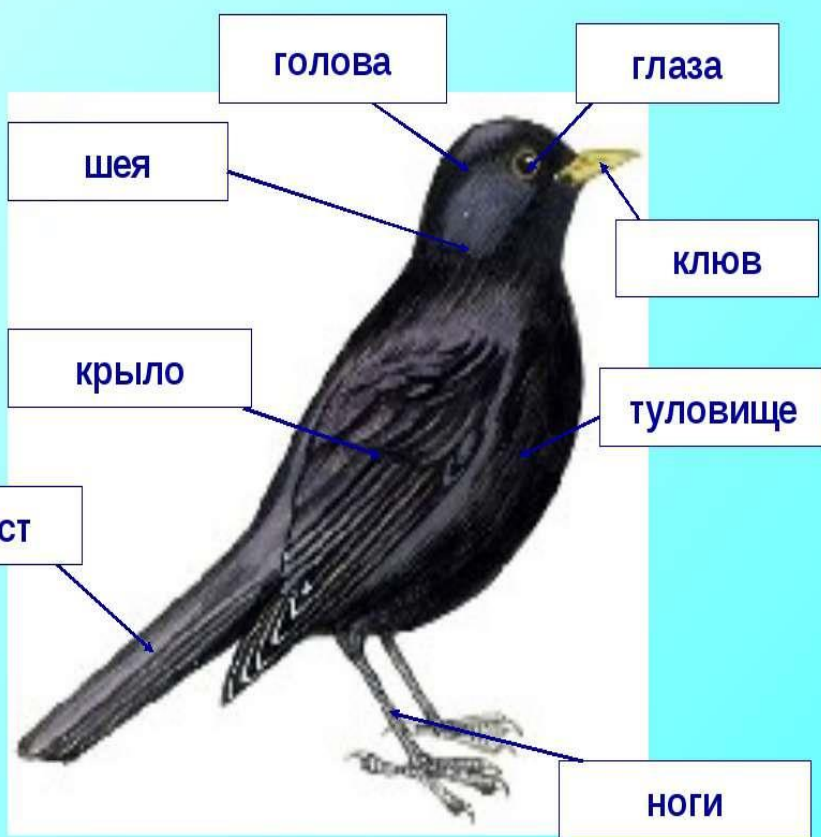 голова
глаза
шея
клюв
крыло
туловище
ст
ноги